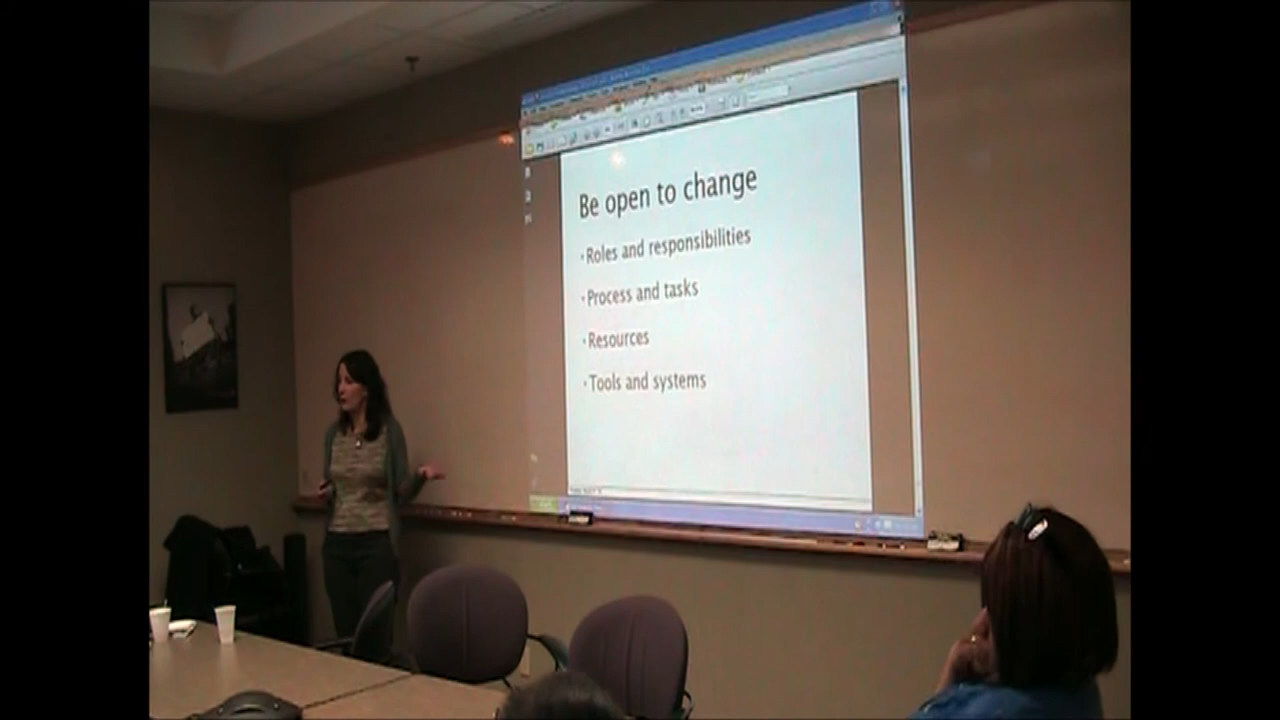 Be open to change
· Roles and responsibilities
· Process and tasks
· Resources
· Tools and systems